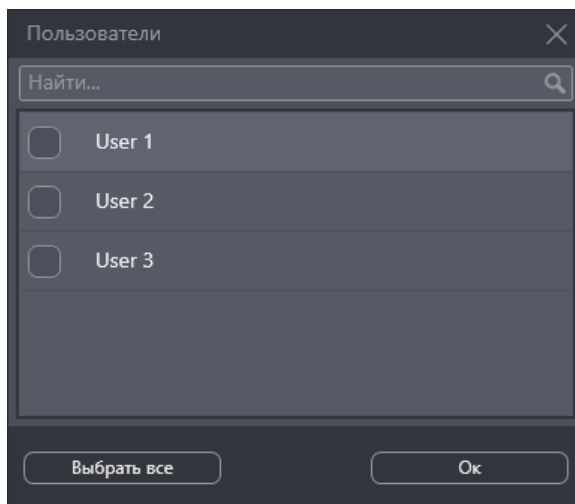 Пользователи
Найти...
User 1
User 2
User 3
Выбрать все
Ок